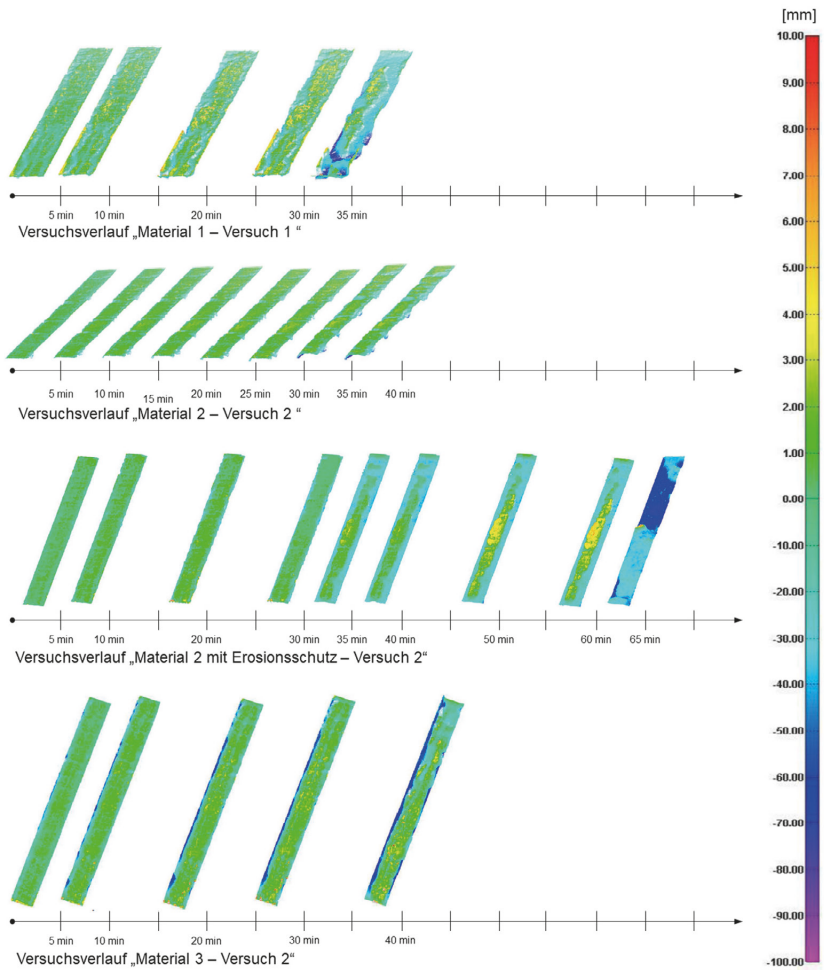 [mm]
10.00
9.00
8.00
7.00
6.00
5.00
4.00
3.00
2.00
1.00
0.00
-10.00
-20.00
-30.00
-40.00
-50.00
-60.00
-70.00
-80.00
-90.00
-100.00
5 min 10 min 20 min 30 min 35 min
Versuchsverlauf „Material 1 – Versuch 1 “
5 min 10 min 15 min 20 min 25 min 30 min 35 min 40 min
Versuchsverlauf „Material 2 – Versuch 2 “
5 min 10 min 20 min 30 min 35 min 40 min 50 min 60 min 65 min
Versuchsverlauf „Material 2 mit Erosionsschutz – Versuch 2“
5 min 10 min 20 min 30 min 40 min
Versuchsverlauf „Material 3 – Versuch 2“